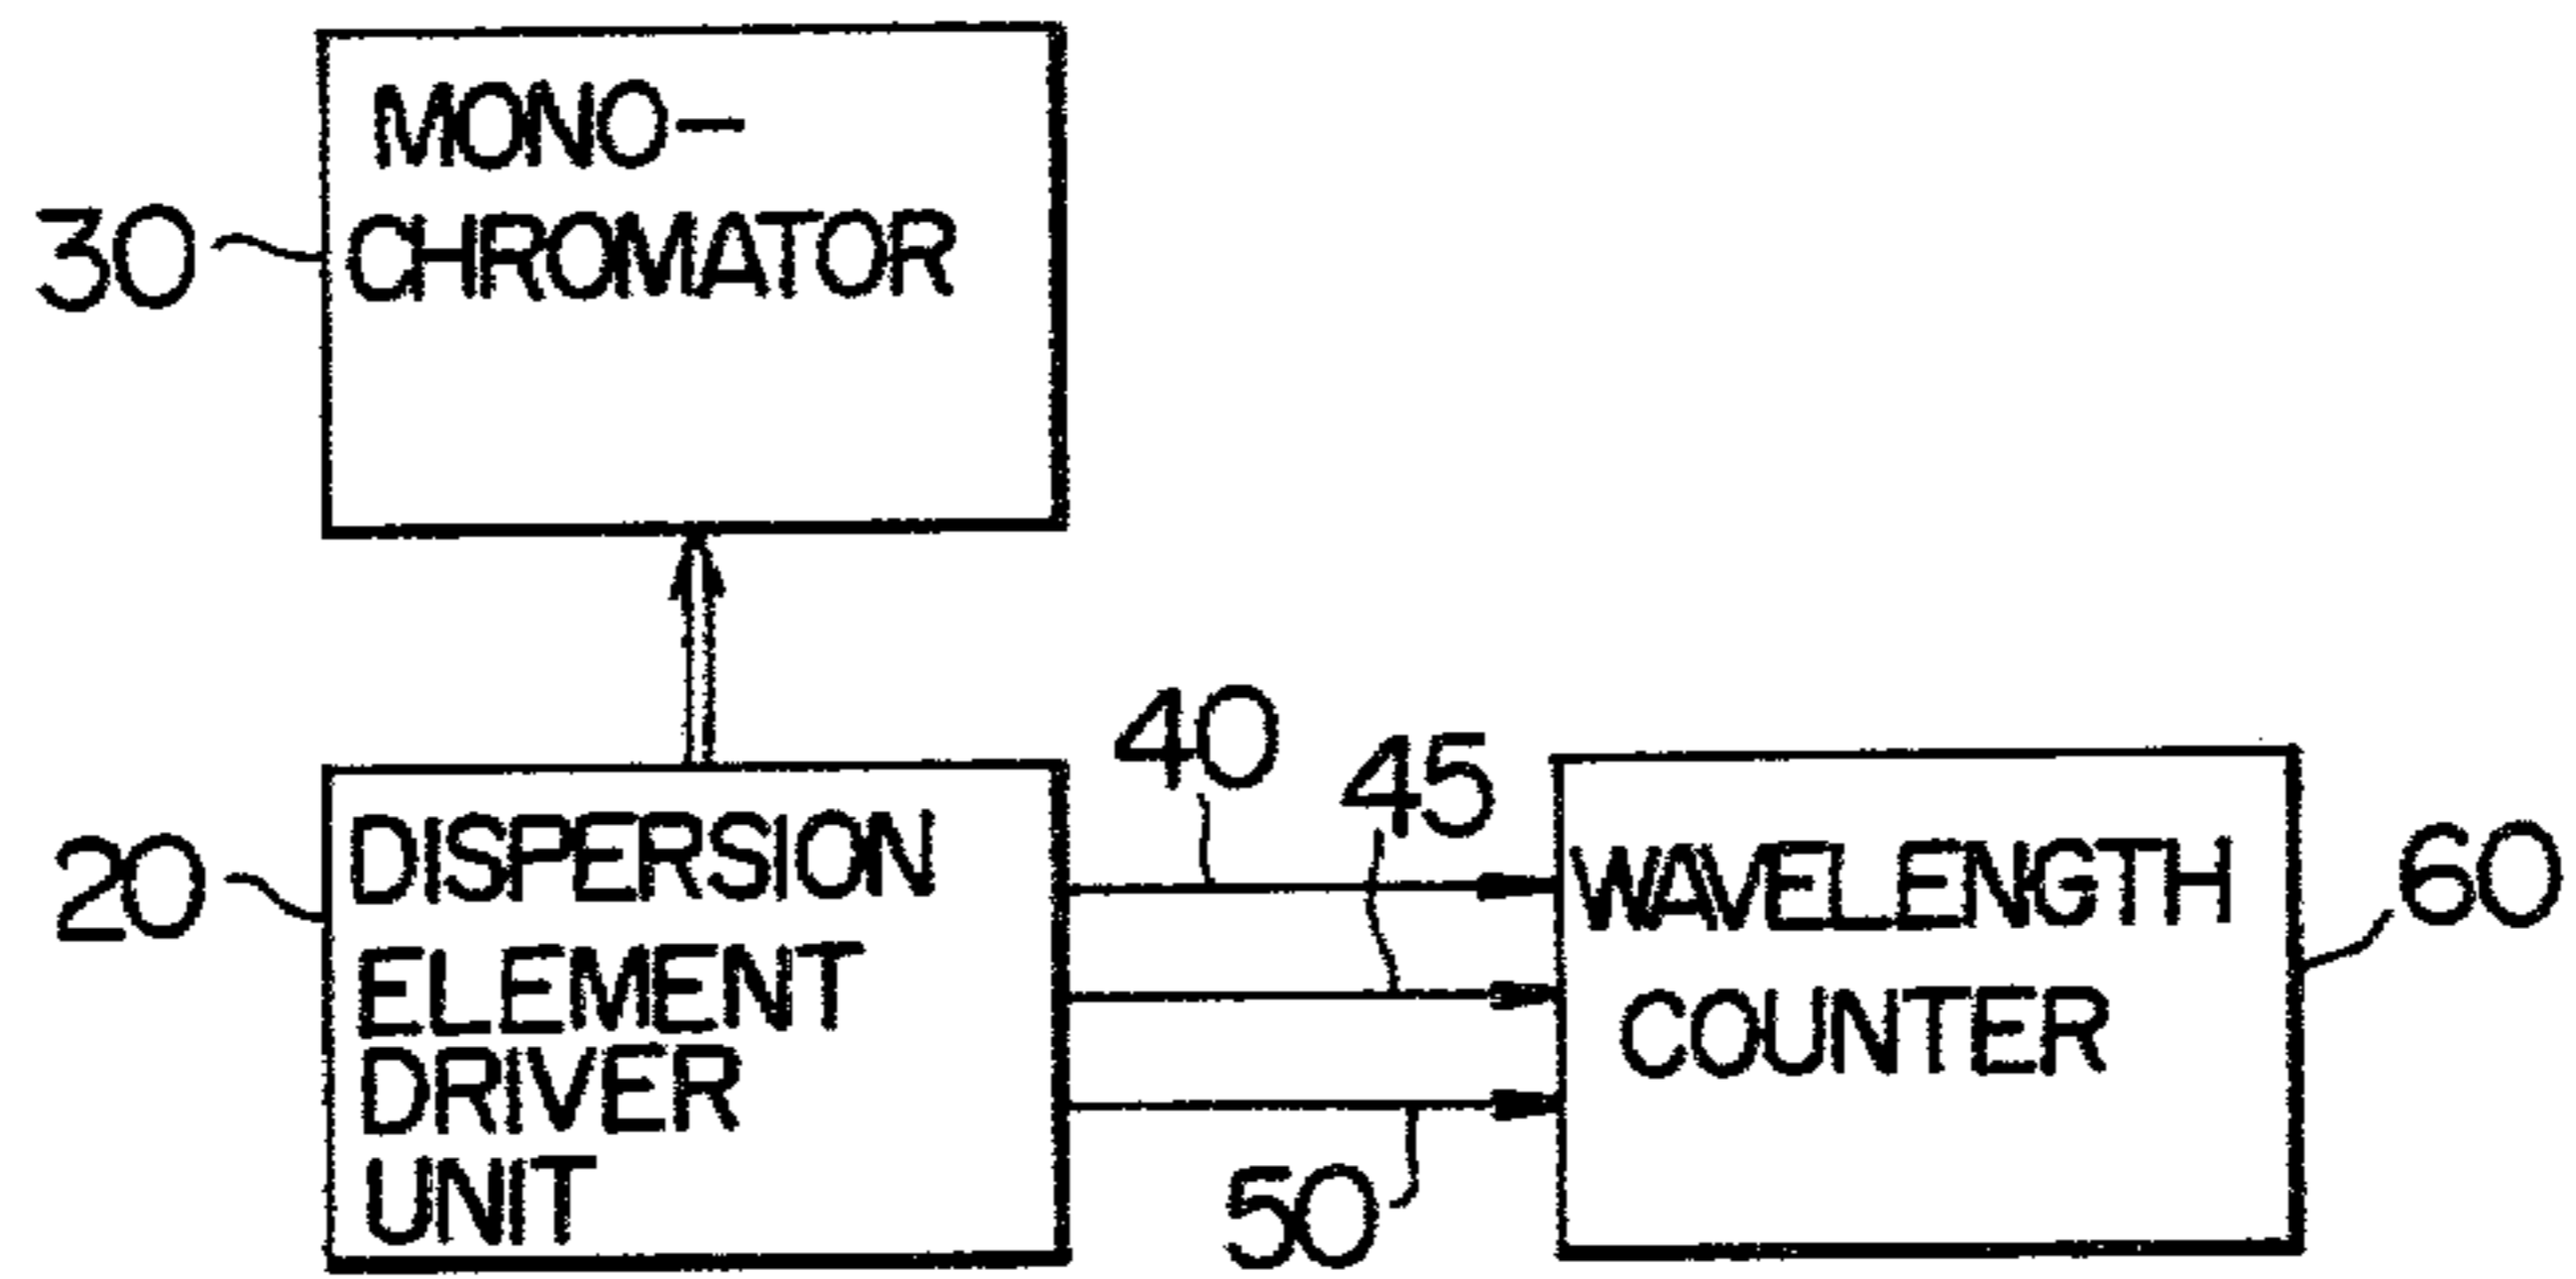 MONO-
CHROMATOR
30
40
45
20
DISPERSION
ELEMENT
DRIVER
UNIT
WAVELENGTH
COUNTER
60
50